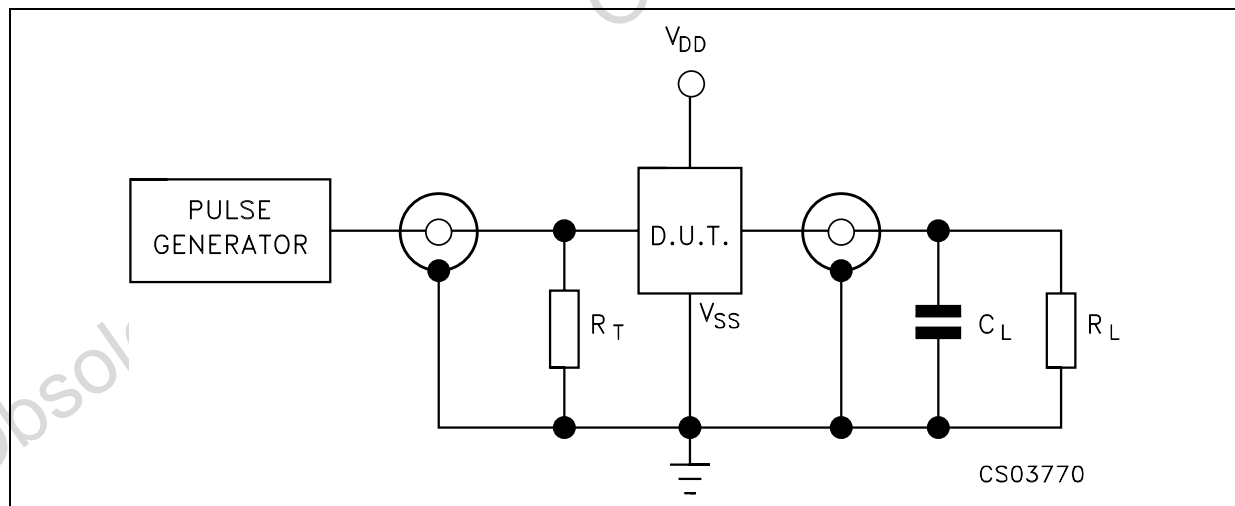 VDD
PULSE
GENERATOR
D.U.T.
VSS
RT
CL
RL
CS03770